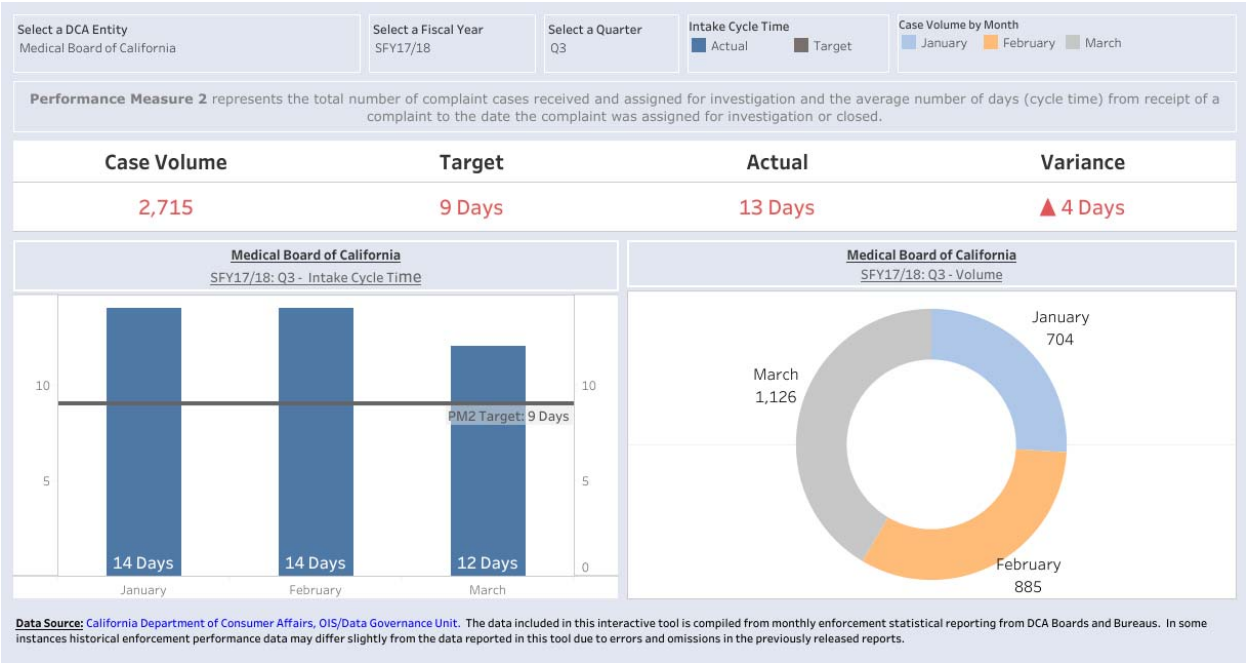 Select a DCA Entity
Medical Board of California
Select a Fiscal Year
SFY17/18
Select a Quarter
Q3
Intake Cycle Time
Actual
Target
Case Volume by Month
January
February
March
Performance Measure 2 represents the total number of complaint cases received and assigned for investigation and the average number of days (cycle time) from receipt of a
complaint to the date the complaint was assigned for investigation or closed.
Case Volume
Target
Actual
Variance
2,715
9 Days
13 Days
▲ 4 Days
Medical Board of California
SFY17/18: Q3 - Intake Cycle Time
10
5
10
5
0
PM2 Target: 9 Days
14 Days
14 Days
12 Days
January
February
March
Medical Board of California
SFY17/18: Q3 - Volume
January
704
March
1,126
February
885
Data Source: California Department of Consumer Affairs, OIS/Data Governance Unit. The data included in this interactive tool is compiled from monthly enforcement statistical reporting from DCA Boards and Bureaus. In some
instances historical enforcement performance data may differ slightly from the data reported in this tool due to errors and omissions in the previously released reports.